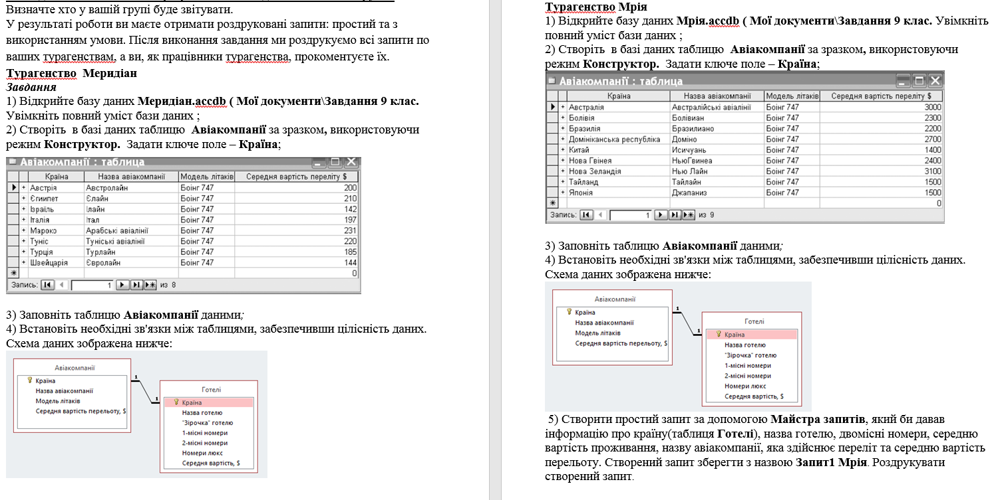 Визначте хто у вашій групі буде звітувати.
У результаті роботи ви маєте отримати роздруковані запити: простий та з
використанням умови. Після виконання завдання ми роздрукуємо всі запити по
ваших турагенствам, а ви, як працівники турагенства, прокоментуєте їх.
Турагенство Меридіан
Завдання
1) Відкрийте базу даних Меридіан.accdb ( Мої документи\Завдання 9 клас.
Увімкніть повний уміст бази даних ;
2) Створіть в базі даних таблицю Авіакомпанії за зразком, використовуючи
режим Конструктор. Задати ключе поле – Країна;
Авіакомпанії : таблица
Країна Назва авіакомпанії Модель літаків Середня вартість переліту $
+ Австрія Австролайн Боінг 747 200
+ Єгиипет Єлайн Боінг 747 210
+ Ізраїль Ілайн Боінг 747 142
+ Італія Італ Боінг 747 197
+ Мароко Арабські авіалінії Боінг 747 231
+ Туніс Туніські авіалінії Боінг 747 220
+ Турція Турлайн Боінг 747 185
+ Швейцарія Євролайн Боінг 747 144
0
Запись: 1 из 8
3) Заповніть таблицю Авіакомпанії даними;
4) Встановіть необхідні зв'язки між таблицями, забезпечивши цілісність даних.
Схема даних зображена нижче:
Авіакомпанії
Країна
Назва авіакомпанії
Модель літаків
Середня вартість перельоту, $
1
1
Готелі
Країна
Назва готелю
"Зірочка" готелю
1-місні номери
2-місні номери
Номери люкс
Середня вартість, $
Турагенство Мрія
1) Відкрийте базу даних Мрія.accdb ( Мої документи\Завдання 9 клас. Увімкніть
повний уміст бази даних ;
2) Створіть в базі даних таблицю Авіакомпанії за зразком, використовуючи
режим Конструктор. Задати ключе поле – Країна;
Авіакомпанії : таблица
Країна Назва авіакомпанії Модель літаків Середня вартість переліту $
+ Австралія Австралійські авіалінії Боінг 747 3000
+ Болівія Болівиан Боінг 747 2300
+ Бразилія Бразилиано Боінг 747 2200
+ Домініканська республіка Доміно Боінг 747 2700
+ Китай Исичуань Боінг 747 1400
+ Нова Гвінея НьюГвинеа Боінг 747 2400
+ Нова Зеландія Нью Лайн Боінг 747 3100
+ Тайланд Тайлайн Боінг 747 1500
+ Японія Джапаниз Боінг 747 1500
0
Запись: 1 из 9
3) Заповніть таблицю Авіакомпанії даними;
4) Встановіть необхідні зв'язки між таблицями, забезпечивши цілісність даних.
Схема даних зображена нижче:
Авіакомпанії
Країна
Назва авіакомпанії
Модель літаків
Середня вартість перельоту, $
1
1
Готелі
Країна
Назва готелю
"Зірочка" готелю
1-місні номери
2-місні номери
Номери люкс
Середня вартість, $
5) Створити простий запит за допомогою Майстра запитів, який би давав
інформацію про країну(таблиця Готелі), назва готелю, двомісні номери, середню
вартість проживання, назву авіакомпанії, яка здійснює переліт та середню вартість
перельоту. Створений запит зберегти з назвою Запит1 Мрія. Роздрукувати
створений запит.